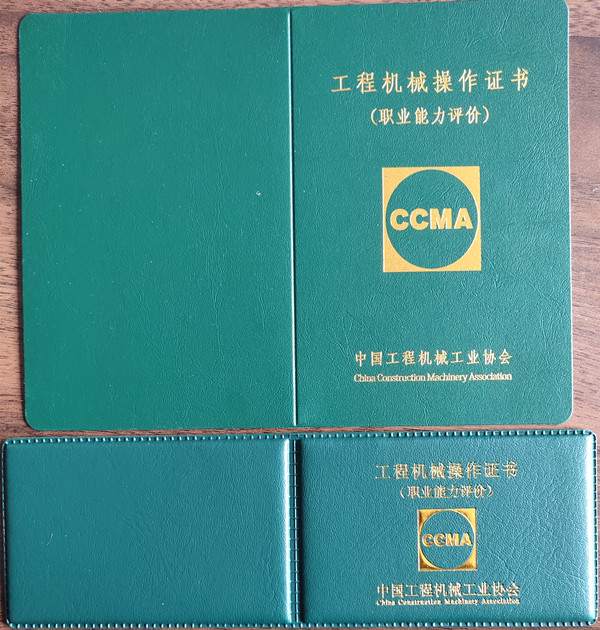 工程机械操作证书
（职业能力评价）
CCMA
中国工程机械工业协会
China Construction Machinery Association
工程机械操作证书
（职业能力评价）
CCMA
中国工程机械工业协会
China Construction Machinery Association